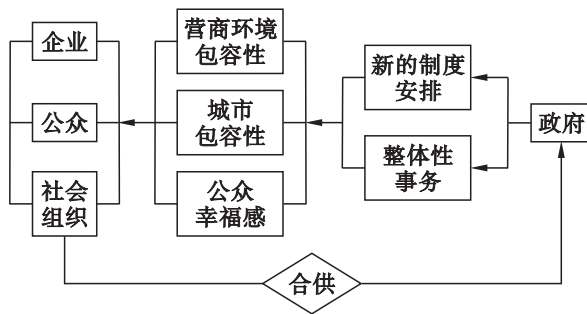 企业
公众
社会
组织
营商环境
包容性
城市
包容性
公众
幸福感
新的制度
安排
整体性
事务
政府
合供